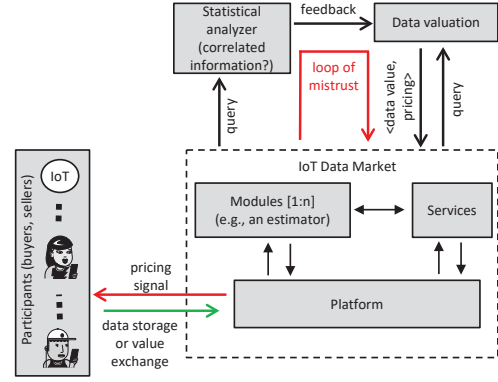 Statistical
analyzer
(correlated
information?)
feedback
Data valuation
loop of
mistrust
query
<data value,
pricing>
query
IoT Data Market
Modules [1:n]
(e.g., an estimator)
Services
Platform
Participants (buyers, sellers)
IoT
pricing
signal
data storage
or value
exchange